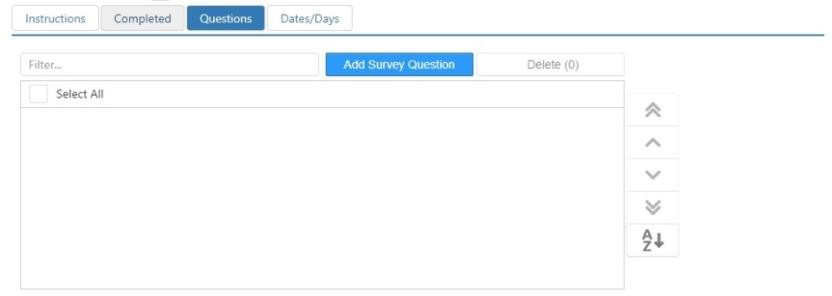 Instructions Completed Questions Dates/Days
Filter... Add Survey Question Delete (0)
Select All
A
Z